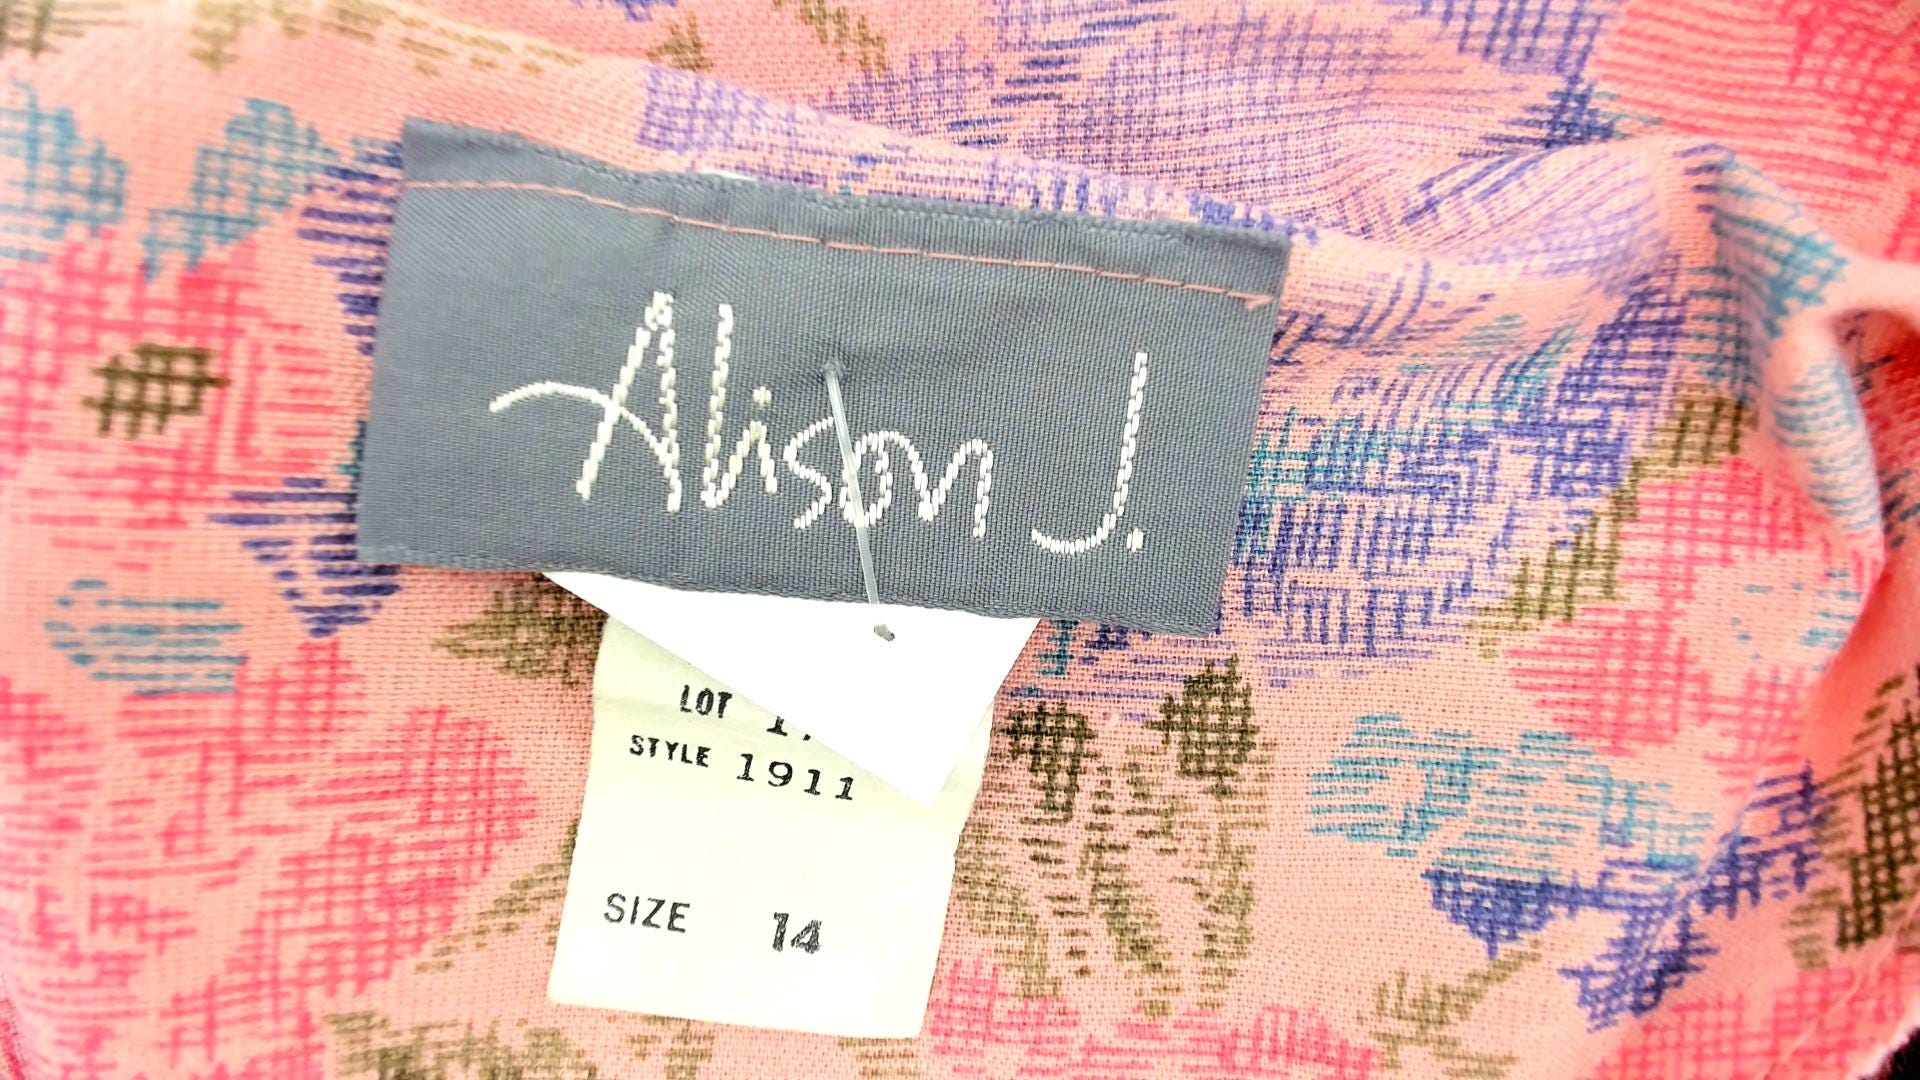 Alison J.
LOT
STYLE 1911
SIZE 14